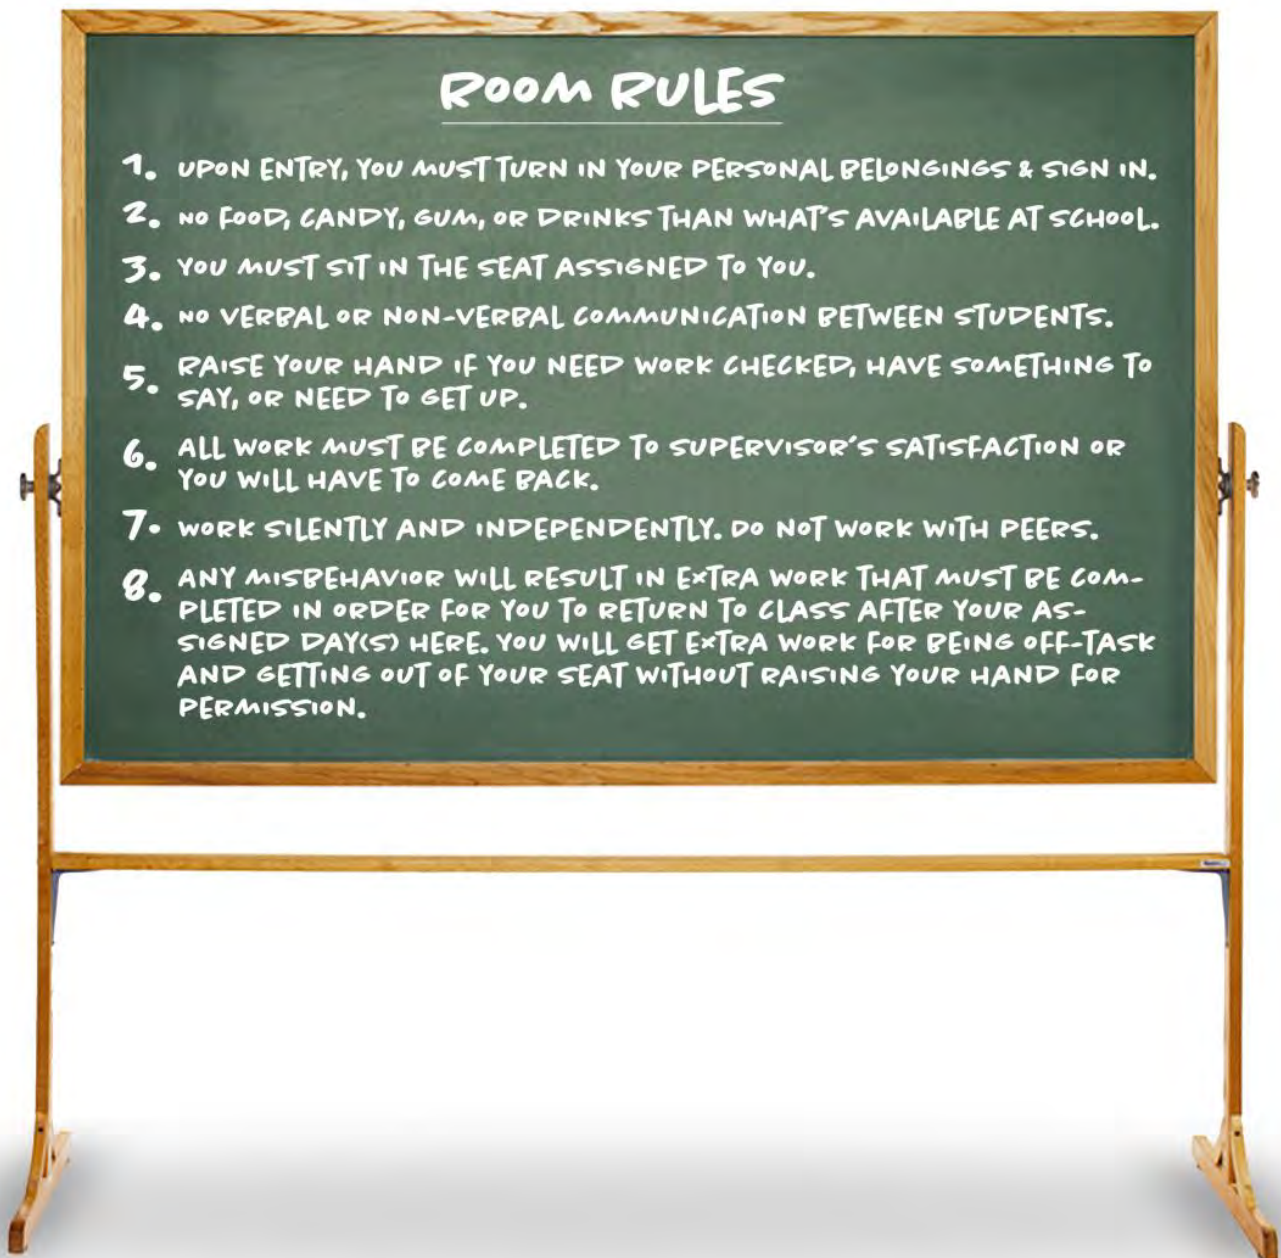 ROOM RULES
1. UPON ENTRY, YOU MUST TURN IN YOUR PERSONAL BELONGINGS & SIGN IN.
2. NO FOOD, CANDY, GUM, OR DRINKS THAN WHAT'S AVAILABLE AT SCHOOL.
3. YOU MUST SIT IN THE SEAT ASSIGNED TO YOU.
4. NO VERBAL OR NON-VERBAL COMMUNICATION BETWEEN STUDENTS.
5. RAISE YOUR HAND IF YOU NEED WORK CHECKED, HAVE SOMETHING TO
SAY, OR NEED TO GET UP.
6. ALL WORK MUST BE COMPLETED TO SUPERVISOR'S SATISFACTION OR
YOU WILL HAVE TO COME BACK.
7. WORK SILENTLY AND INDEPENDENTLY. DO NOT WORK WITH PEERS.
8. ANY MISBEHAVIOR WILL RESULT IN EXTRA WORK THAT MUST BE COM-
PLETED IN ORDER FOR YOU TO RETURN TO CLASS AFTER YOUR AS-
SIGNED DAY(S) HERE. YOU WILL GET EXTRA WORK FOR BEING OFF-TASK
AND GETTING OUT OF YOUR SEAT WITHOUT RAISING YOUR HAND FOR
PERMISSION.